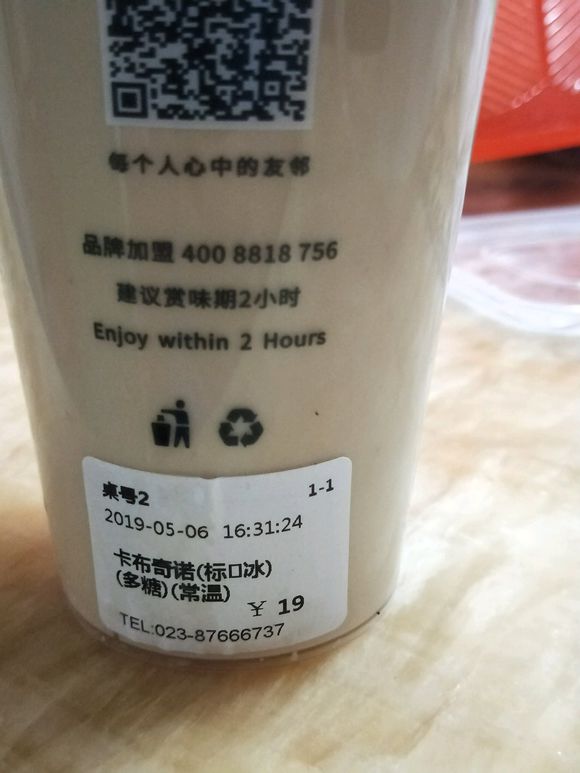 每个人心中的友邻
品牌加盟 400 8818 756
建议赏味期2小时
Enjoy within 2 Hours
桌号2 1-1
2019-05-06 16:31:24
卡布奇诺(标▯冰)
(多糖)(常温)
¥ 19
TEL:023-87666737